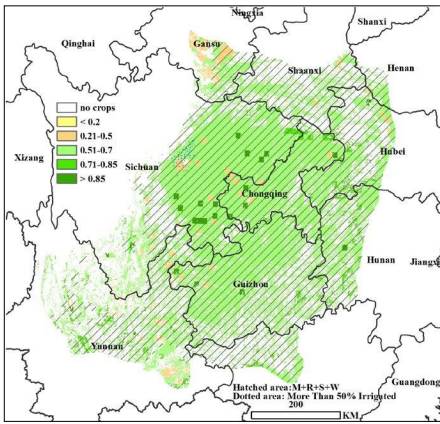 Ningxia
Shanxi
Qinghai
Gansu
Shaanxi
Henan
no crops
< 0.2
0.21-0.5
0.51-0.7
0.71-0.85
> 0.85
Xizang
Sichuan
Hubei
Chongqing
Hunan
Jiangxi
Guizhou
Yunnan
Guangdong
Hatched area:M+R+S+W
Dotted area: More Than 50% Irrigated
200
KM